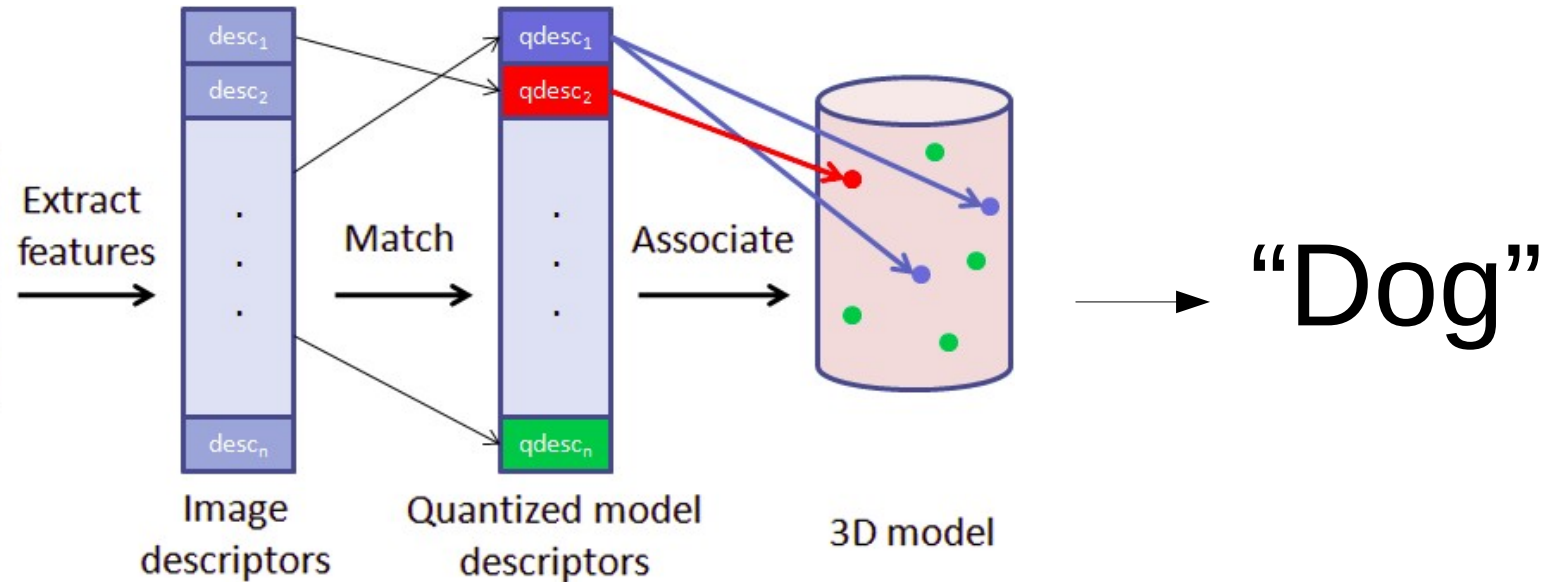 Extract
features
desc₁
desc₂
.
.
.
descₙ
Image
descriptors
Match
qdesc₁
qdesc₂
.
.
.
qdescₙ
Quantized model
descriptors
Associate
3D model
“Dog”